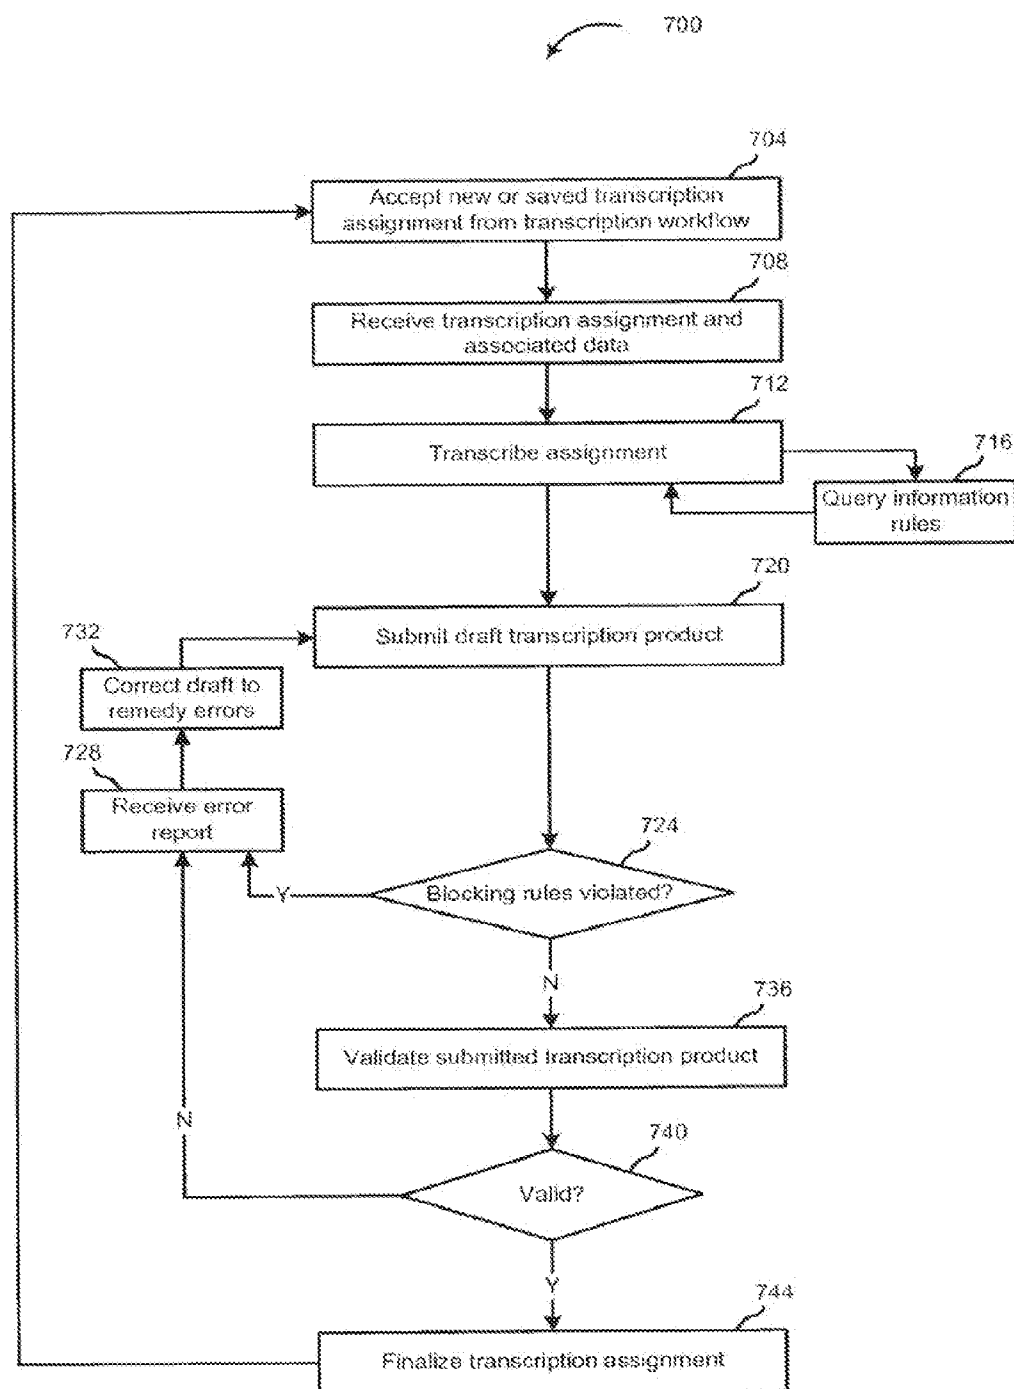 700
704
Accept new or saved transcription
assignment from transcription workflow
708
Receive transcription assignment and
associated data
712
Transcribe assignment
716
Query information
rules
720
Submit draft transcription product
732
Correct draft to
remedy errors
728
Receive error
report
724
Blocking rules violated?
Y
N
736
Validate submitted transcription product
N
740
Valid?
Y
744
Finalize transcription assignment